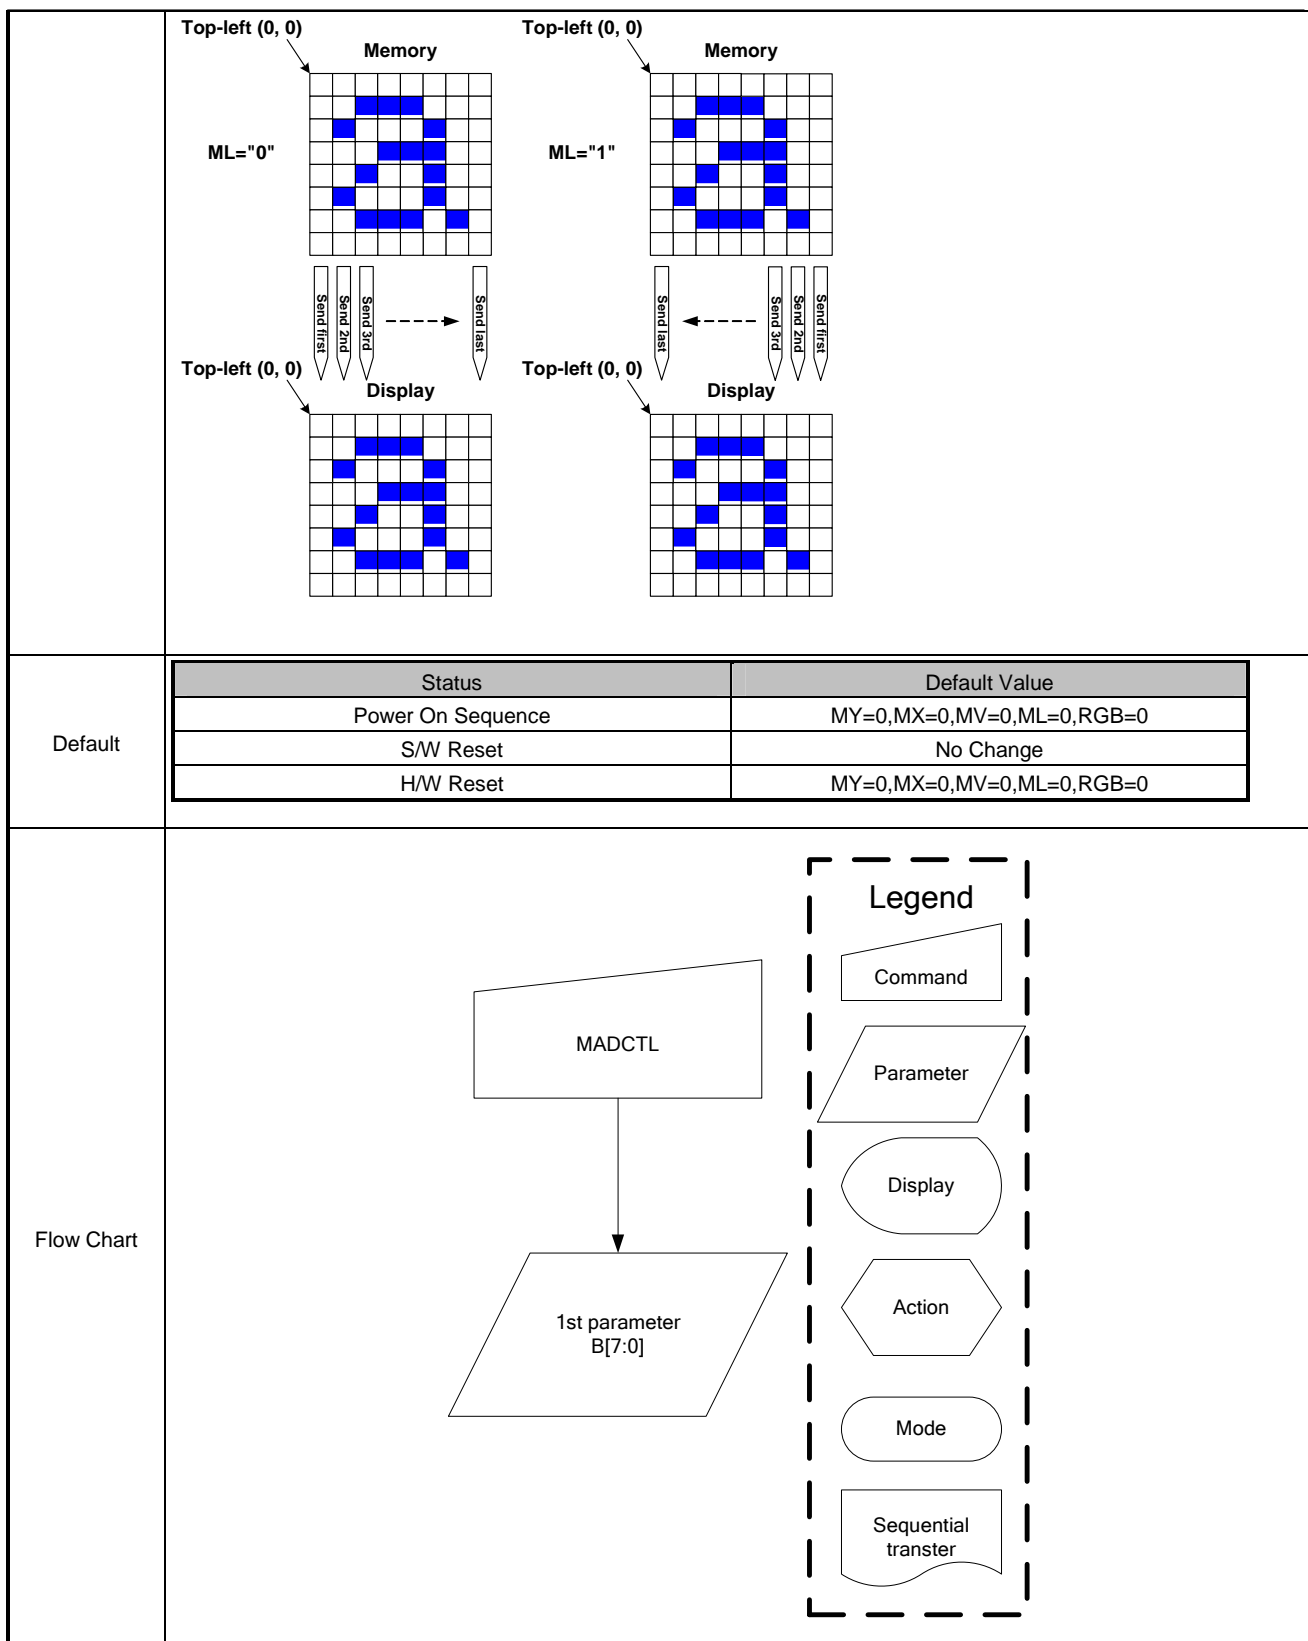 Top-left (0, 0)
Memory
ML="0"
Send first
Send 2nd
Send 3rd
Send last
Top-left (0, 0)
Display
Top-left (0, 0)
Memory
ML="1"
Send last
Send 3rd
Send 2nd
Send first
Top-left (0, 0)
Display
Default
Status Default Value
Power On Sequence MY=0,MX=0,MV=0,ML=0,RGB=0
S/W Reset No Change
H/W Reset MY=0,MX=0,MV=0,ML=0,RGB=0
Flow Chart
MADCTL
1st parameter
B[7:0]
Legend
Command
Parameter
Display
Action
Mode
Sequential
transter